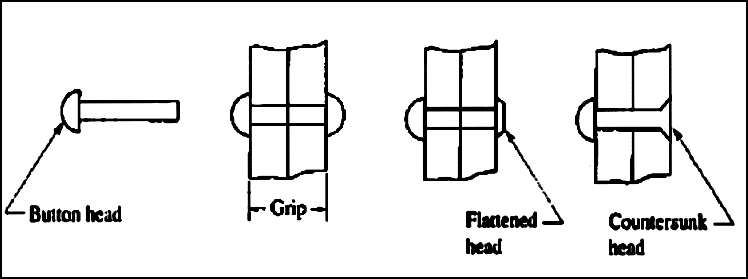 Button head
Grip
Flattened
head
Countersunk
head